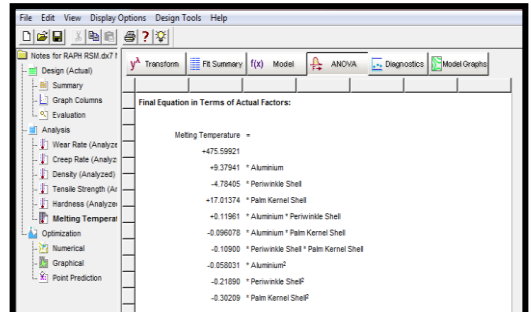 File Edit View Display Options Design Tools Help
Notes for RAPH RSM.dx7
Design (Actual)
Summary
Graph Columns
Evaluation
Analysis
Wear Rate (Analyze
Creep Rate (Analyz
Density (Analyzed)
Tensile Strength (An
Hardness (Analyzed
Melting Temperat
Optimization
Numerical
Graphical
Point Prediction
yλ Transform Fit Summary f(x) Model ANOVA Diagnostics Model Graphs
Final Equation in Terms of Actual Factors:
Melting Temperature =
+475.59921
+9.37941 * Aluminium
-4.78405 * Periwinkle Shell
+17.01374 * Palm Kernel Shell
+0.11961 * Aluminium * Periwinkle Shell
-0.096078 * Aluminium * Palm Kernel Shell
-0.10900 * Periwinkle Shell * Palm Kernel Shell
-0.058031 * Aluminium²
-0.21890 * Periwinkle Shell²
-0.30209 * Palm Kernel Shell²